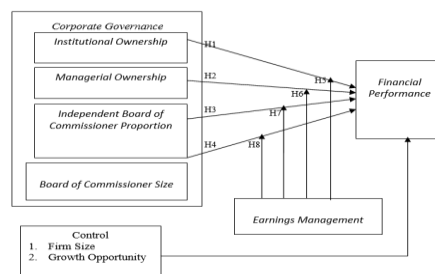 Corporate Governance
Institutional Ownership
Managerial Ownership
Independent Board of
Commissioner Proportion
Board of Commissioner Size
H1
H2
H3
H4
H5
H6
H7
H8
Financial
Performance
Earnings Management
Control
1. Firm Size
2. Growth Opportunity